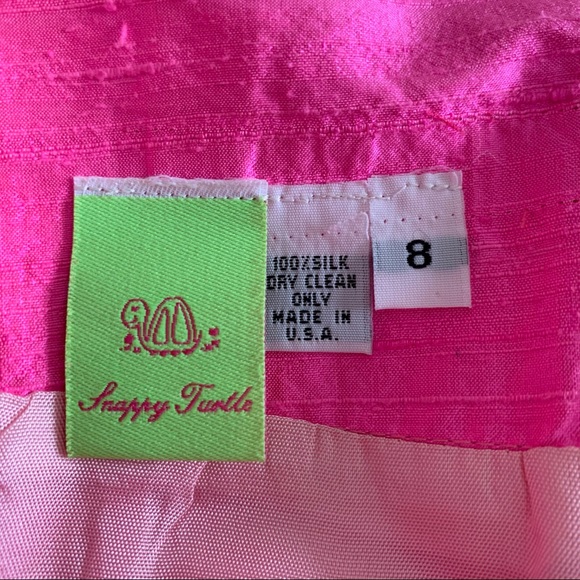 Snappy Turtle
100% SILK
DRY CLEAN
ONLY
MADE IN
U.S.A.
8